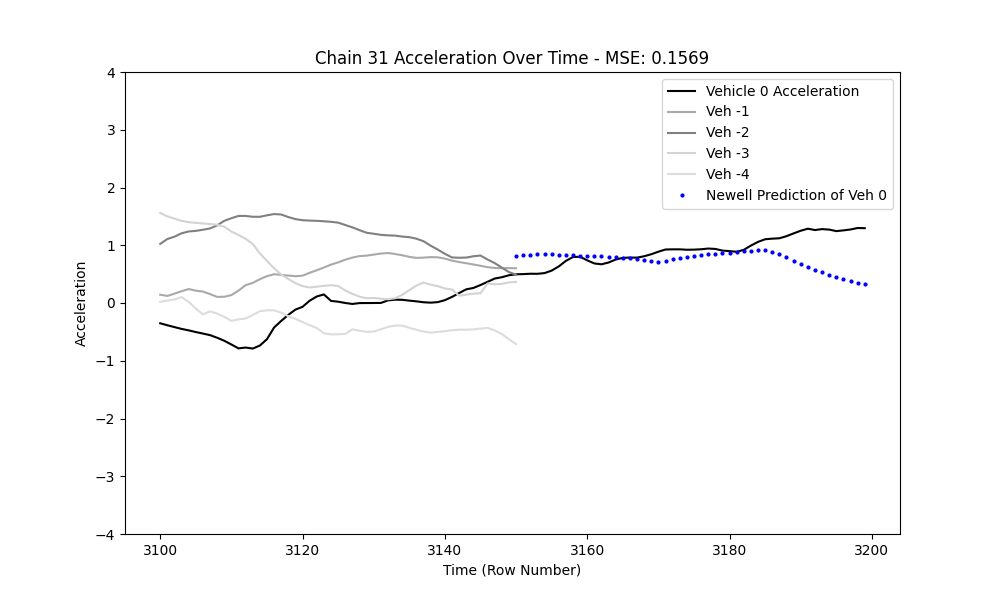 Chain 31 Acceleration Over Time - MSE: 0.1569
Acceleration
4
3
2
1
0
−1
−2
−3
−4
Vehicle 0 Acceleration
Veh -1
Veh -2
Veh -3
Veh -4
Newell Prediction of Veh 0
3100
3120
3140
3160
3180
3200
Time (Row Number)